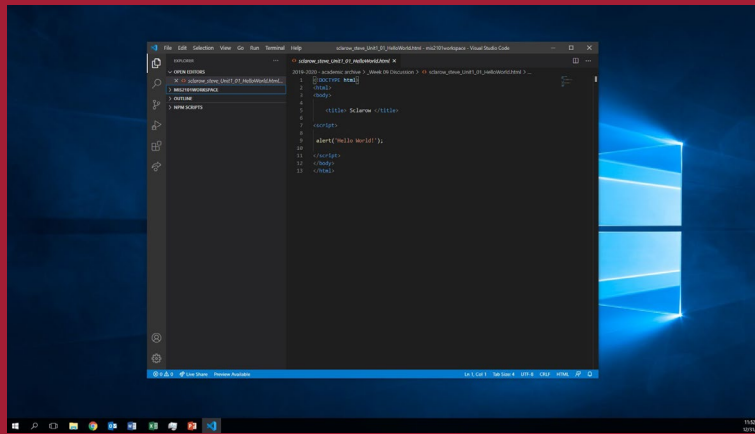 File Edit Selection View Go Run Terminal Help
sclarow_steve_Unit1_01_HelloWorld.html - mis2101workspace - Visual Studio Code
EXPLORER
OPEN EDITORS
sclarow_steve_Unit1_01_HelloWorld.html...
MIS2101WORKSPACE
OUTLINE
NPM SCRIPTS
sclarow_steve_Unit1_01_HelloWorld.html
2019-2020 - academic archive > _Week 09 Discussion > sclarow_steve_Unit1_01_HelloWorld.html > ...
1 <!DOCTYPE html>
2 <html>
3 <body>
4
5 <title> Sclarow </title>
6
7 <script>
8
9 alert('Hello World!');
10
11 </script>
12 </body>
13 </html>
0 0 Live Share Preview Available
Ln 1, Col 1 Tab Size: 4 UTF-8 CRLF HTML